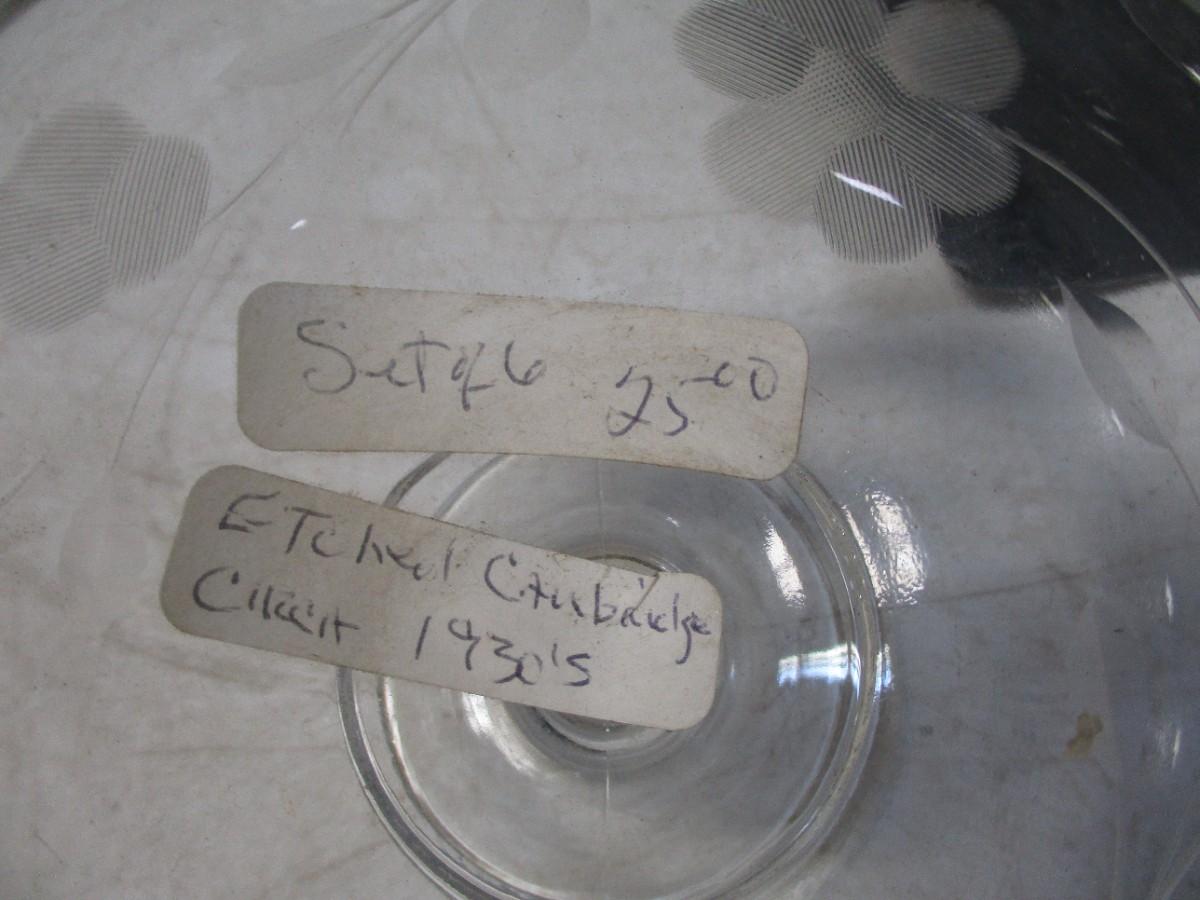 Set of 6 25.00
ETched Cambridge
Circa 1930's